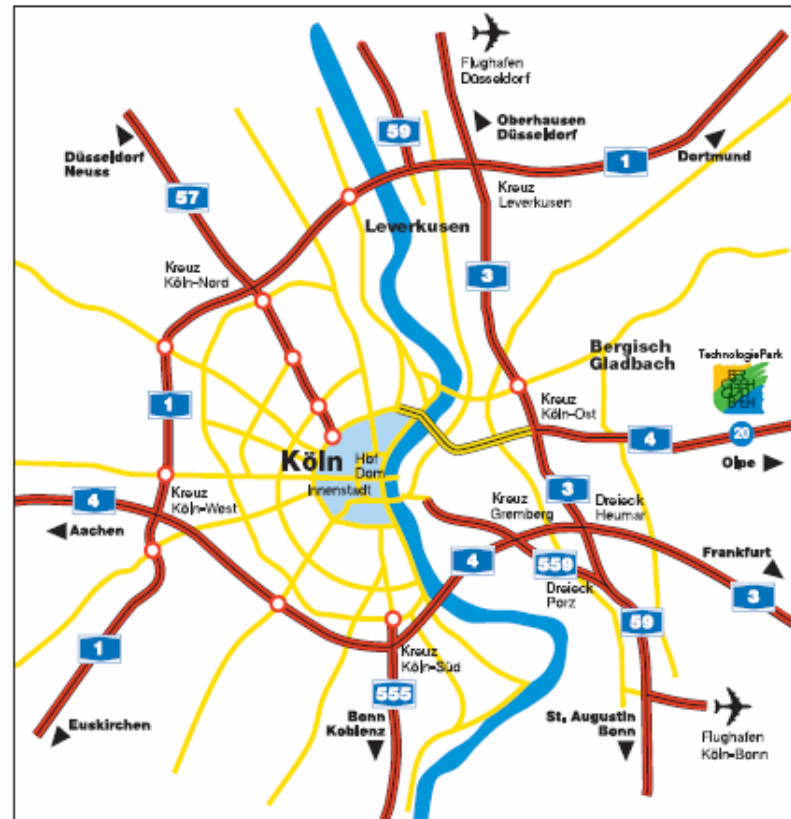 Flughafen
Düsseldorf
59
Oberhausen
Düsseldorf
1
Dortmund
Düsseldorf
Neuss
57
Kreuz
Leverkusen
Leverkusen
Kreuz
Köln-Nord
3
Bergisch
Gladbach
TechnologiePark
1
Kreuz
Köln-Ost
4
20
Olpe
Köln
Hbf
Dom
Innenstadt
4
Kreuz
Köln-West
Aachen
3
Kreuz
Gremberg
Dreieck
Heumar
4
559
Frankfurt
3
Dreieck
Porz
59
1
Kreuz
Köln-Süd
555
Euskirchen
Bonn
Koblenz
St. Augustin
Bonn
Flughafen
Köln-Bonn